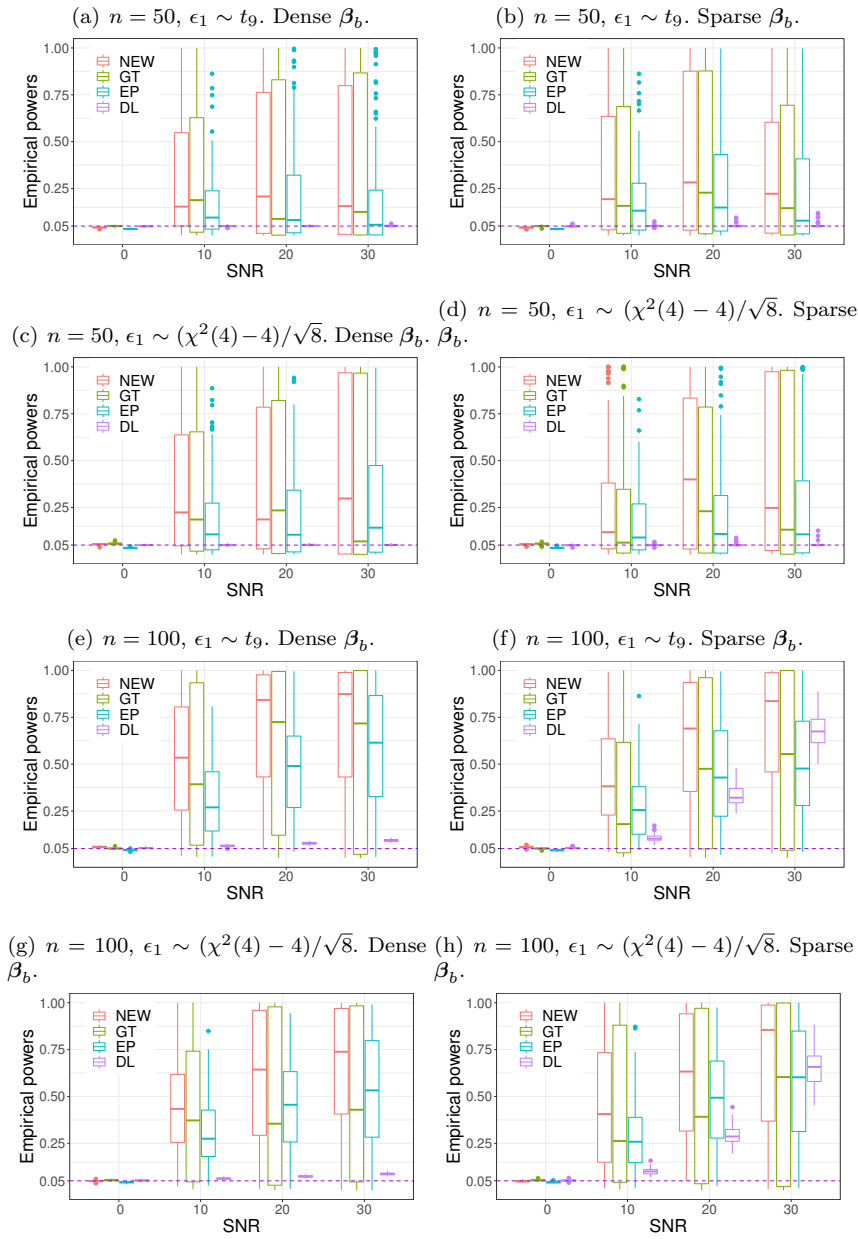 (a) n = 50, ϵ₁ ∼ t₉. Dense β_b.
(b) n = 50, ϵ₁ ∼ t₉. Sparse β_b.
1.00
0.75
0.50
0.25
0.05
Empirical powers
NEW
GT
EP
DL
0
10
20
30
SNR
1.00
0.75
0.50
0.25
0.05
Empirical powers
NEW
GT
EP
DL
0
10
20
30
SNR
(c) n = 50, ϵ₁ ∼ (χ²(4)−4)/√8. Dense β_b.
(d) n = 50, ϵ₁ ∼ (χ²(4) − 4)/√8. Sparse
β_b.
1.00
0.75
0.50
0.25
0.05
Empirical powers
NEW
GT
EP
DL
0
10
20
30
SNR
1.00
0.75
0.50
0.25
0.05
Empirical powers
NEW
GT
EP
DL
0
10
20
30
SNR
(e) n = 100, ϵ₁ ∼ t₉. Dense β_b.
(f) n = 100, ϵ₁ ∼ t₉. Sparse β_b.
1.00
0.75
0.50
0.25
0.05
Empirical powers
NEW
GT
EP
DL
0
10
20
30
SNR
1.00
0.75
0.50
0.25
0.05
Empirical powers
NEW
GT
EP
DL
0
10
20
30
SNR
(g) n = 100, ϵ₁ ∼ (χ²(4) − 4)/√8. Dense
β_b.
(h) n = 100, ϵ₁ ∼ (χ²(4) − 4)/√8. Sparse
β_b.
1.00
0.75
0.50
0.25
0.05
Empirical powers
NEW
GT
EP
DL
0
10
20
30
SNR
1.00
0.75
0.50
0.25
0.05
Empirical powers
NEW
GT
EP
DL
0
10
20
30
SNR